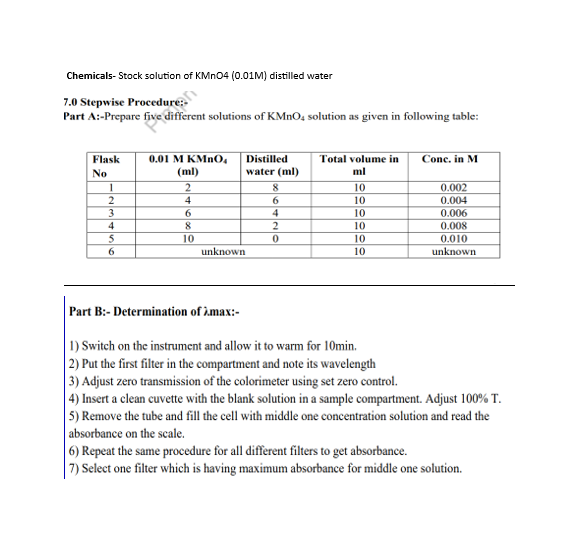 Chemicals- Stock solution of KMnO4 (0.01M) distilled water
7.0 Stepwise Procedure:-
Part A:-Prepare five different solutions of KMnO₄ solution as given in following table:
Flask No 0.01 M KMnO₄ (ml) Distilled water (ml) Total volume in ml Conc. in M
1 2 8 10 0.002
2 4 6 10 0.004
3 6 4 10 0.006
4 8 2 10 0.008
5 10 0 10 0.010
6 unknown 10 unknown
Part B:- Determination of λmax:-
1) Switch on the instrument and allow it to warm for 10min.
2) Put the first filter in the compartment and note its wavelength
3) Adjust zero transmission of the colorimeter using set zero control.
4) Insert a clean cuvette with the blank solution in a sample compartment. Adjust 100% T.
5) Remove the tube and fill the cell with middle one concentration solution and read the
absorbance on the scale.
6) Repeat the same procedure for all different filters to get absorbance.
7) Select one filter which is having maximum absorbance for middle one solution.